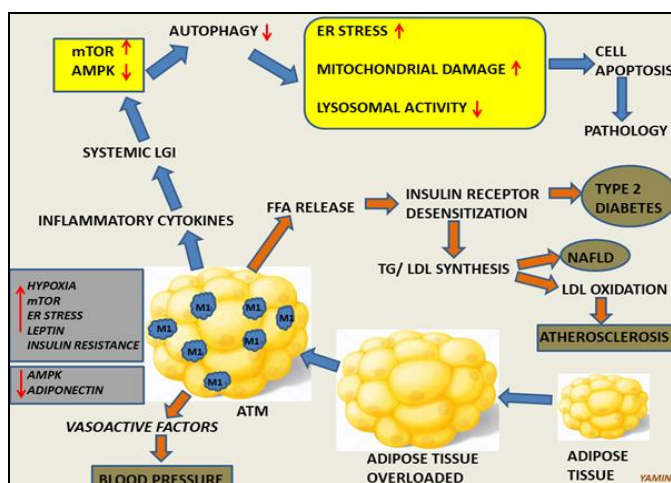 mTOR ↑
AMPK ↓
AUTOPHAGY ↓
ER STRESS ↑
MITOCHONDRIAL DAMAGE ↑
LYSOSOMAL ACTIVITY ↓
CELL
APOPTOSIS
PATHOLOGY
SYSTEMIC LGI
INFLAMMATORY CYTOKINES
FFA RELEASE
INSULIN RECEPTOR
DESENSITIZATION
TYPE 2
DIABETES
TG/ LDL SYNTHESIS
NAFLD
LDL OXIDATION
ATHEROSCLEROSIS
HYPOXIA
mTOR
ER STRESS
LEPTIN
INSULIN RESISTANCE
AMPK
ADIPONECTIN
M1
M1
M1
M1
M1
M1
M1
ATM
VASOACTIVE FACTORS
BLOOD PRESSURE
ADIPOSE TISSUE
OVERLOADED
ADIPOSE
TISSUE
YAMIN